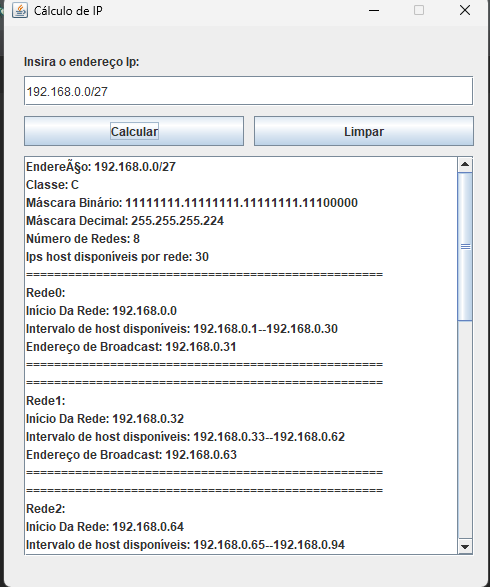 Cálculo de IP
Insira o endereço Ip:
192.168.0.0/27
Calcular
Limpar
EndereÃ§o: 192.168.0.0/27
Classe: C
Máscara Binário: 11111111.11111111.11111111.11100000
Máscara Decimal: 255.255.255.224
Número de Redes: 8
Ips host disponíveis por rede: 30
===================================================
Rede0:
Início Da Rede: 192.168.0.0
Intervalo de host disponíveis: 192.168.0.1--192.168.0.30
Endereço de Broadcast: 192.168.0.31
===================================================
===================================================
Rede1:
Início Da Rede: 192.168.0.32
Intervalo de host disponíveis: 192.168.0.33--192.168.0.62
Endereço de Broadcast: 192.168.0.63
===================================================
===================================================
Rede2:
Início Da Rede: 192.168.0.64
Intervalo de host disponíveis: 192.168.0.65--192.168.0.94